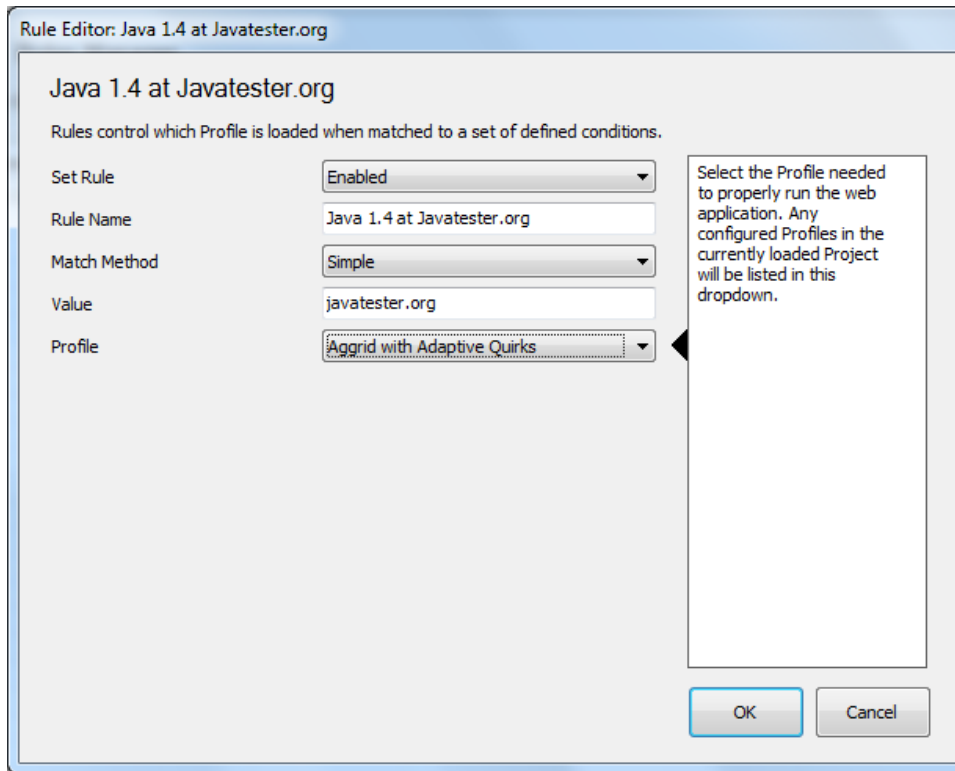 Rule Editor: Java 1.4 at Javatester.org
Java 1.4 at Javatester.org
Rules control which Profile is loaded when matched to a set of defined conditions.
Set Rule
Enabled
Rule Name
Java 1.4 at Javatester.org
Match Method
Simple
Value
javatester.org
Profile
Aggrid with Adaptive Quirks
Select the Profile needed
to properly run the web
application. Any
configured Profiles in the
currently loaded Project
will be listed in this
dropdown.
OK
Cancel